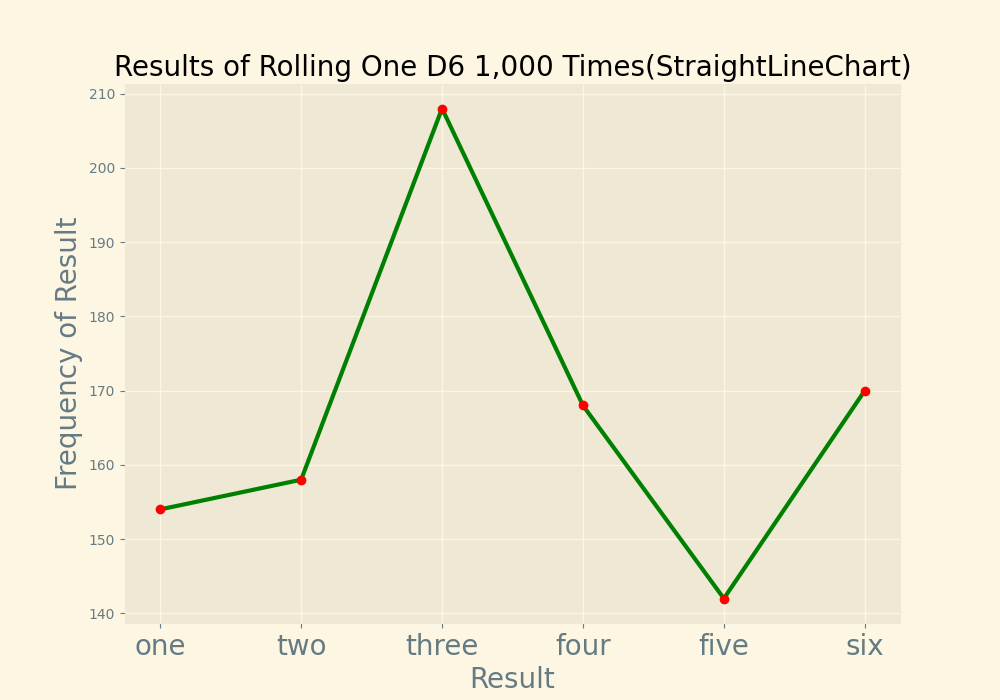 Results of Rolling One D6 1,000 Times(StraightLineChart)
Frequency of Result
210
200
190
180
170
160
150
140
one two three four five six
Result